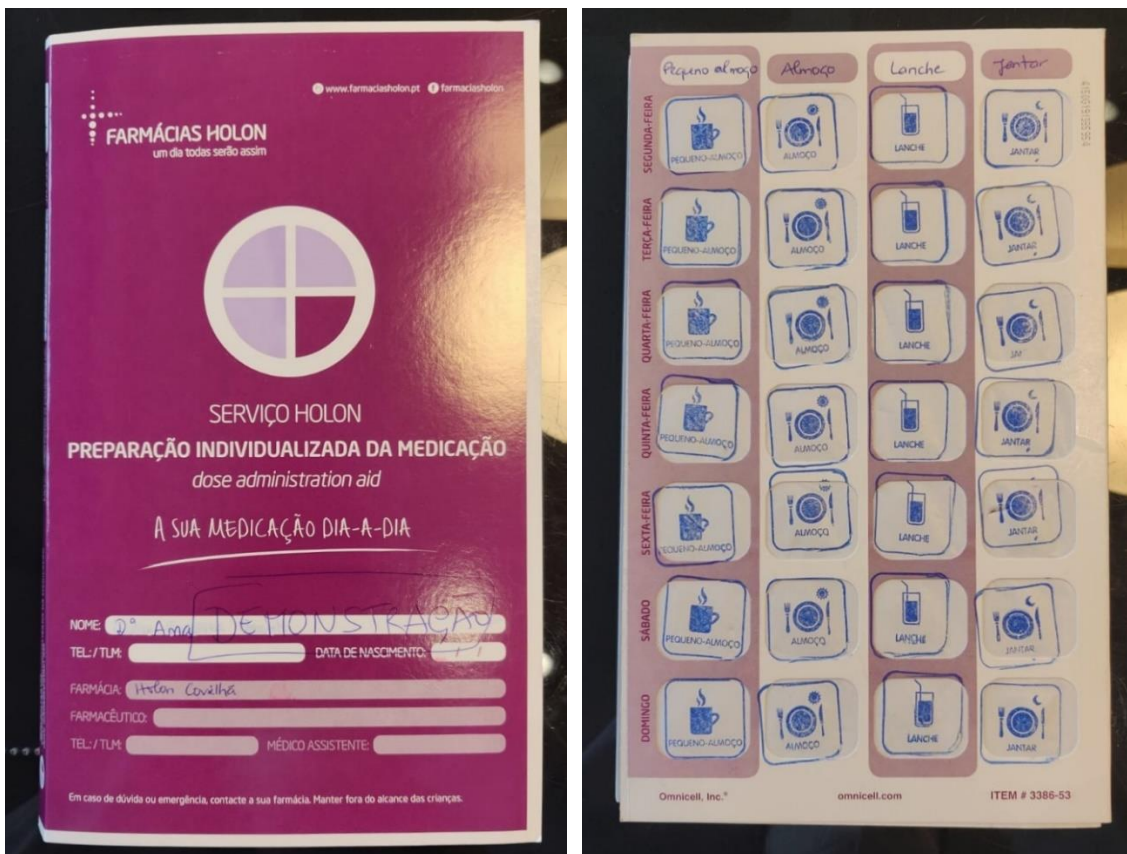 www.farmaciasholon.pt farmaciasholon
FARMÁCIAS HOLON
um dia todas serão assim
SERVIÇO HOLON
PREPARAÇÃO INDIVIDUALIZADA DA MEDICAÇÃO
dose administration aid
A SUA MEDICAÇÃO DIA-A-DIA
NOME: Dª Ana DEMONSTRAÇÃO
TEL:/TLM: DATA DE NASCIMENTO:
FARMÁCIA: Holon Covilhã
FARMACÊUTICO:
TEL:/TLM: MÉDICO ASSISTENTE:
Em caso de dúvida ou emergência, contacte a sua farmácia. Manter fora do alcance das crianças.
Pequeno almoço Almoço Lanche Jantar
SEGUNDA-FEIRA PEQUENO-ALMOÇO ALMOÇO LANCHE JANTAR
TERÇA-FEIRA PEQUENO-ALMOÇO ALMOÇO LANCHE JANTAR
QUARTA-FEIRA PEQUENO-ALMOÇO ALMOÇO LANCHE
QUINTA-FEIRA PEQUENO-ALMOÇO ALMOÇO LANCHE JANTAR
SEXTA-FEIRA PEQUENO-ALMOÇO ALMOÇO LANCHE JANTAR
SÁBADO PEQUENO-ALMOÇO ALMOÇO LANCHE JANTAR
DOMINGO PEQUENO-ALMOÇO ALMOÇO LANCHE JANTAR
Omnicell, Inc.® omnicell.com ITEM # 3386-53